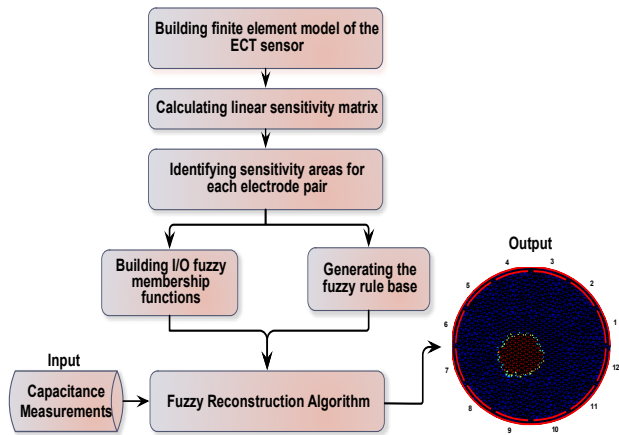 Building finite element model of the
ECT sensor
Calculating linear sensitivity matrix
Identifying sensitivity areas for
each electrode pair
Building I/O fuzzy
membership
functions
Generating the
fuzzy rule base
Input
Capacitance
Measurements
Fuzzy Reconstruction Algorithm
Output
4
3
5
2
6
1
7
12
8
11
9
10